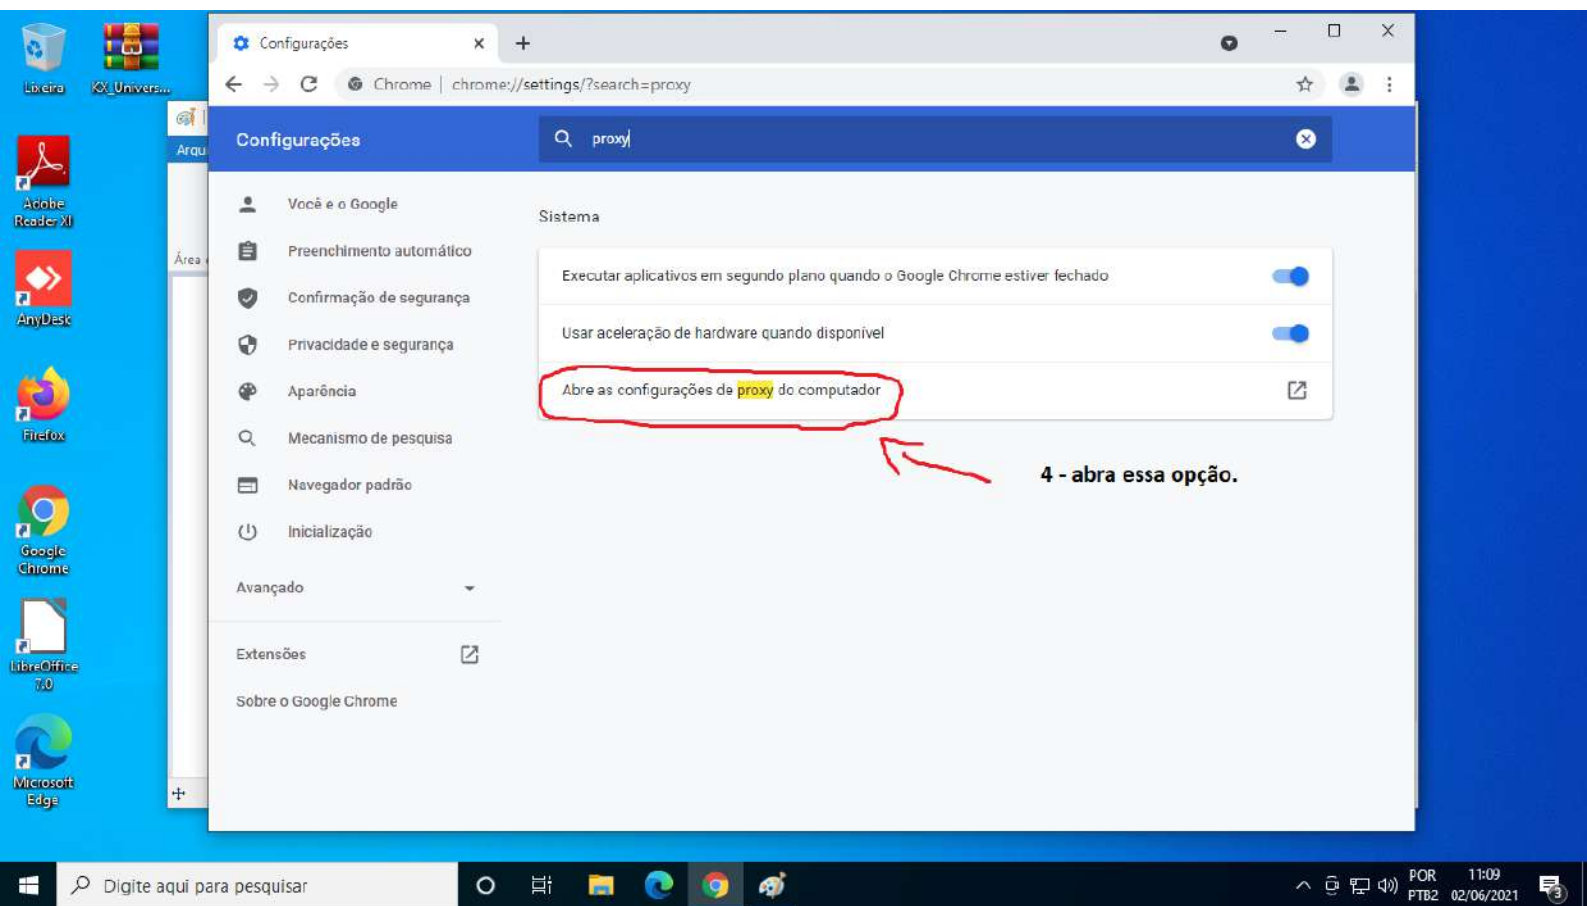 Lixeira
KX_Univers...
Adobe
Reader XI
AnyDesk
Firefox
Google
Chrome
LibreOffice
7.0
Microsoft
Edge
Arqu
Área
Configurações
Chrome | chrome://settings/?search=proxy
Configurações
proxy
Você e o Google
Preenchimento automático
Confirmação de segurança
Privacidade e segurança
Aparência
Mecanismo de pesquisa
Navegador padrão
Inicialização
Avançado
Extensões
Sobre o Google Chrome
Sistema
Executar aplicativos em segundo plano quando o Google Chrome estiver fechado
Usar aceleração de hardware quando disponível
Abre as configurações de proxy do computador
4 - abra essa opção.
Digite aqui para pesquisar
POR
PTB2
11:09
02/06/2021
3